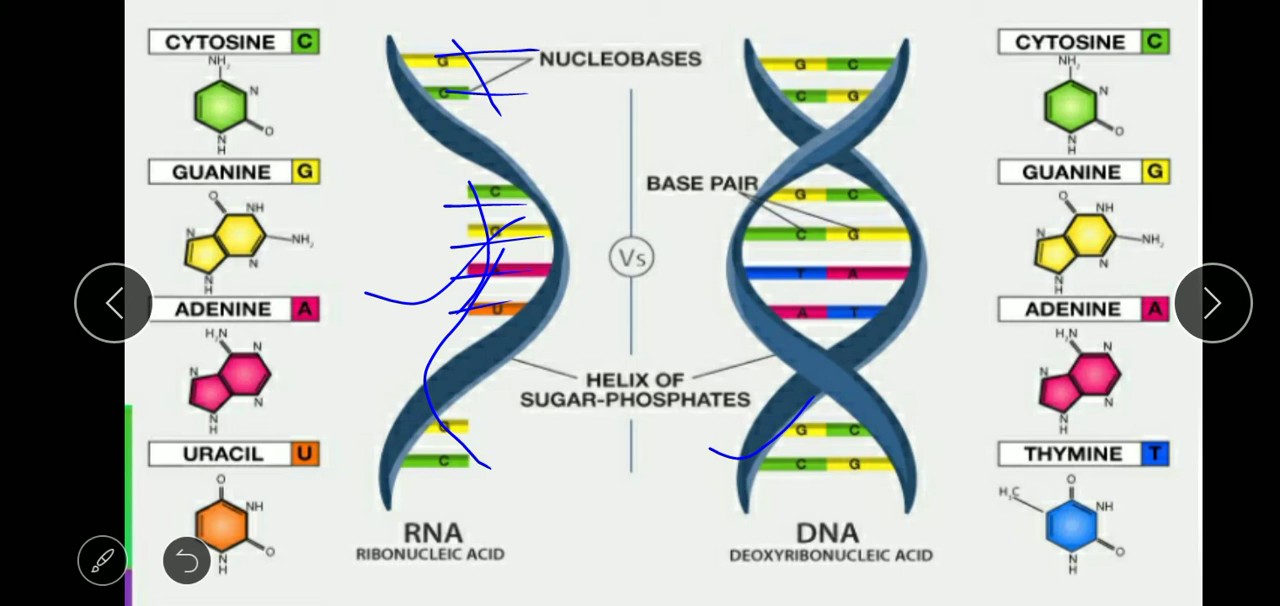 CYTOSINE C
NH₂
N
O
N
H
GUANINE G
O
NH
N
NH₂
N
N
H
ADENINE A
H₂N
N
N
N
N
H
URACIL U
O
NH
O
N
H
G
C
C
G
U
G
C
RNA
RIBONUCLEIC ACID
NUCLEOBASES
BASE PAIR
Vs
HELIX OF
SUGAR-PHOSPHATES
G C
C G
G C
C G
T A
A T
G C
C G
DNA
DEOXYRIBONUCLEIC ACID
CYTOSINE C
NH₂
N
O
N
H
GUANINE G
O
NH
N
NH₂
N
N
H
ADENINE A
H₂N
N
N
N
N
H
THYMINE T
H₃C
O
NH
O
N
H